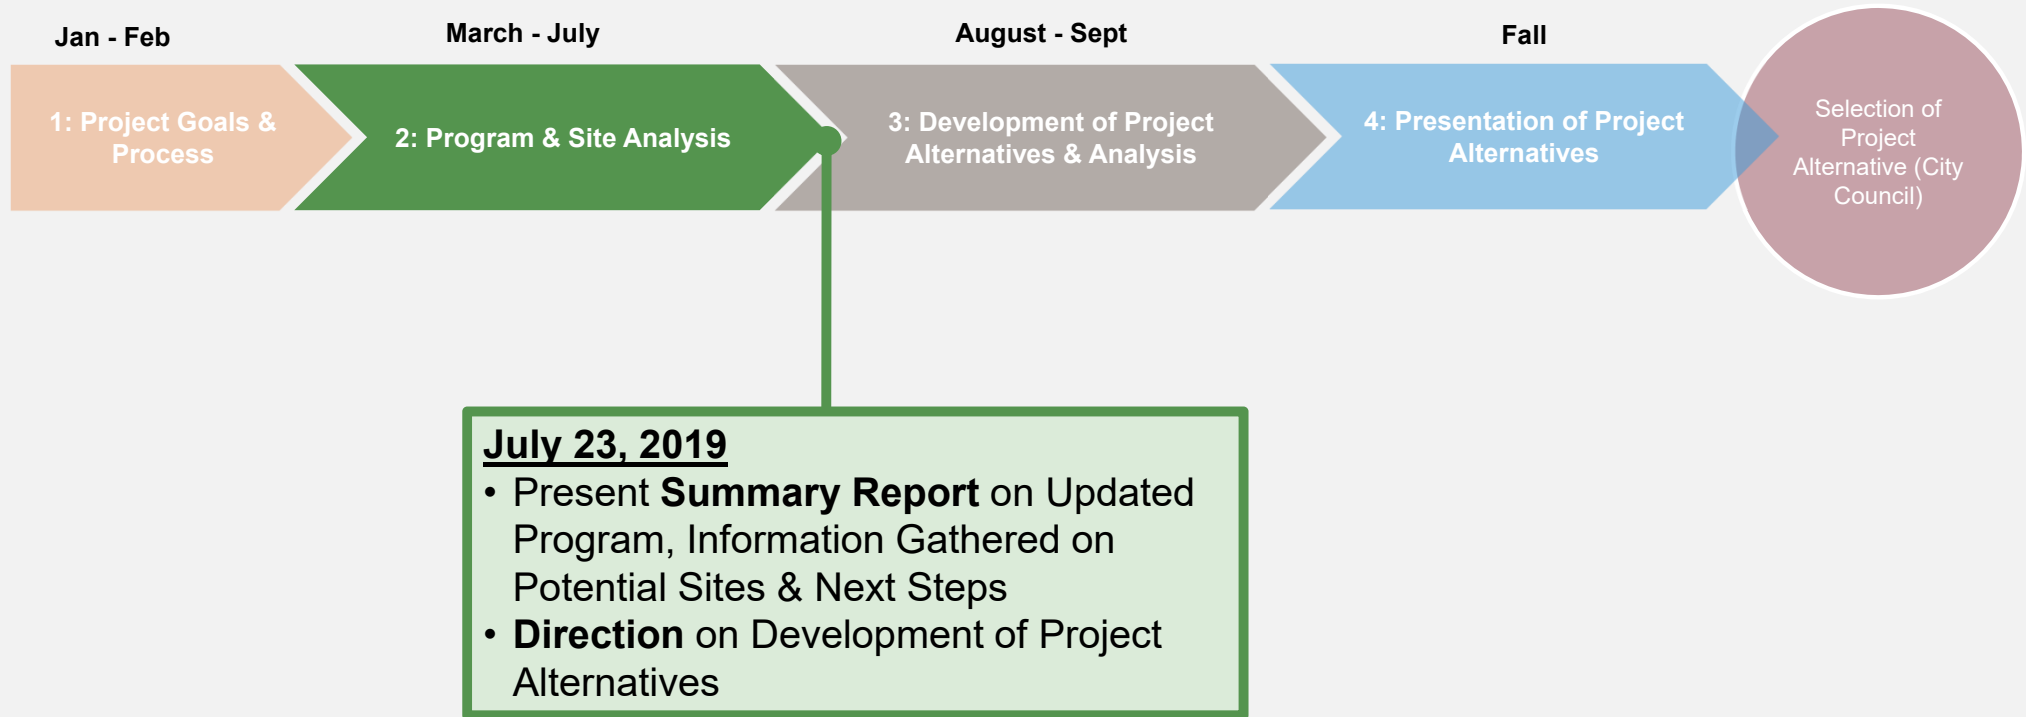 Jan - Feb
March - July
August - Sept
Fall
1: Project Goals &
Process
2: Program & Site Analysis
3: Development of Project
Alternatives & Analysis
4: Presentation of Project
Alternatives
Selection of
Project
Alternative (City
Council)
July 23, 2019
• Present Summary Report on Updated
Program, Information Gathered on
Potential Sites & Next Steps
• Direction on Development of Project
Alternatives